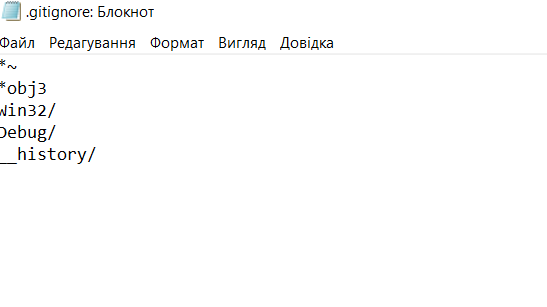 .gitignore: Блокнот
Файл Редагування Формат Вигляд Довідка
*~
*obj3
Win32/
Debug/
__history/